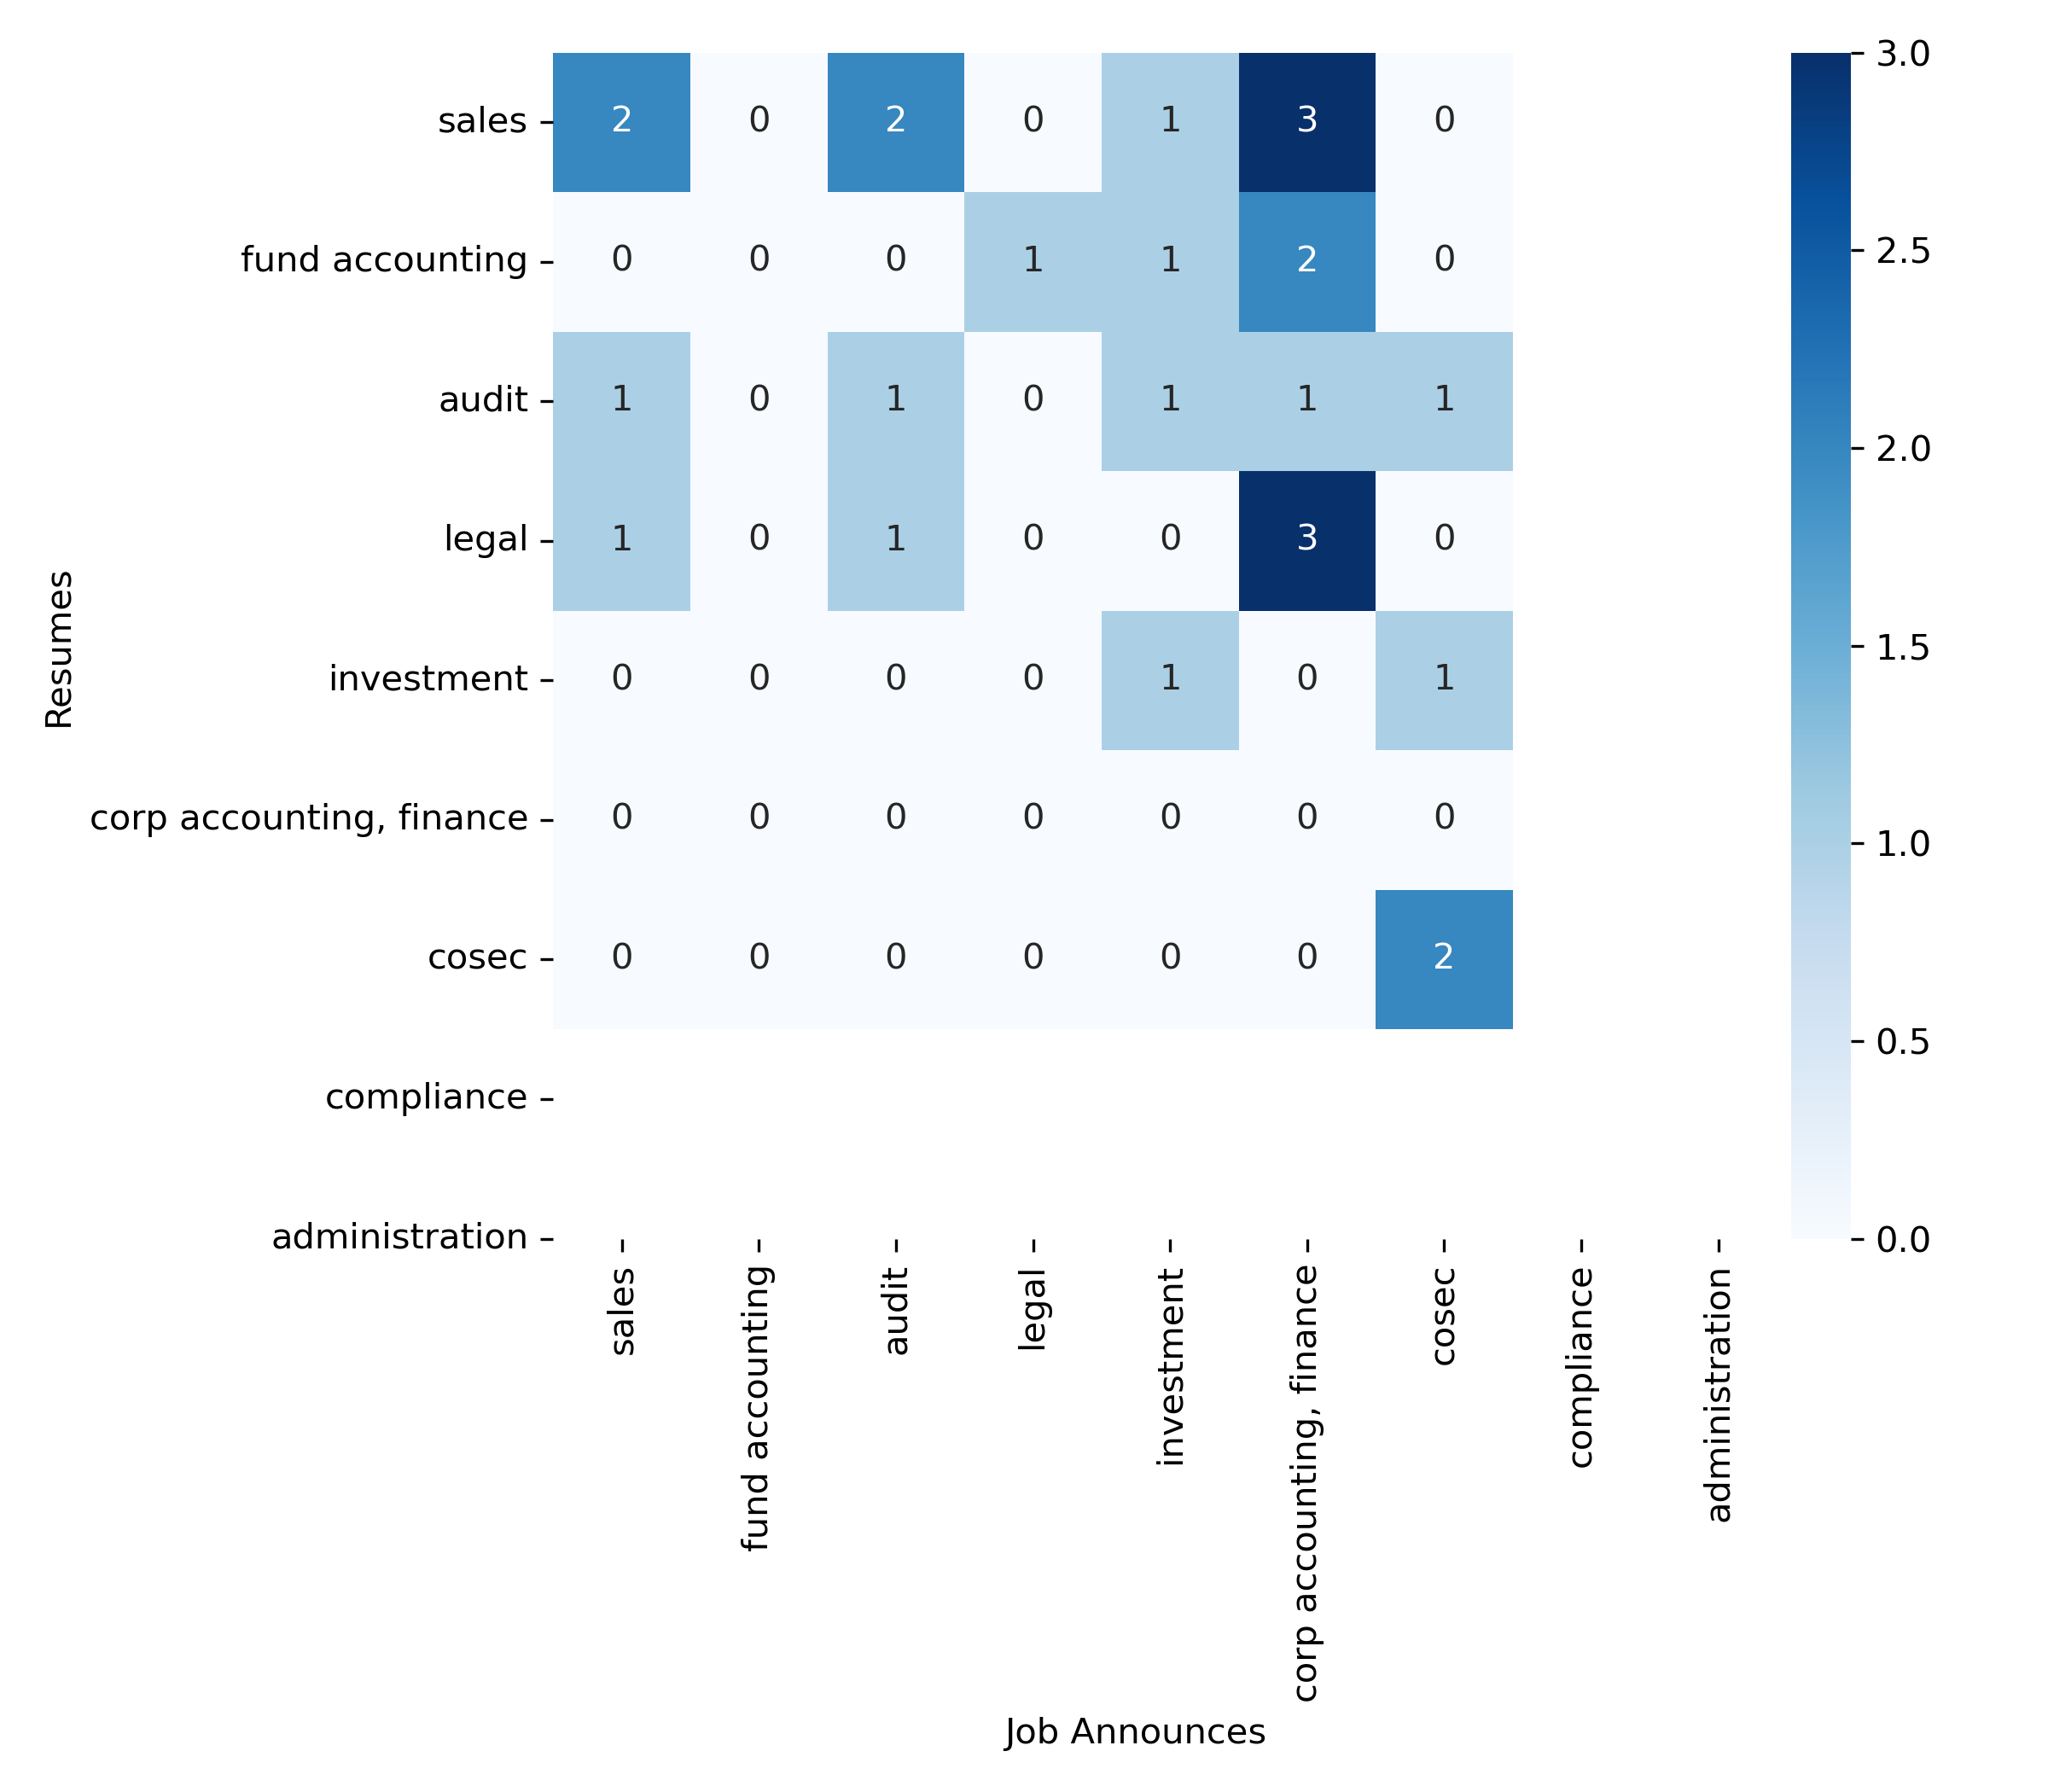 sales 2 0 2 0 1 3 0
fund accounting 0 0 0 1 1 2 0
audit 1 0 1 0 1 1 1
legal 1 0 1 0 0 3 0
investment 0 0 0 0 1 0 1
corp accounting, finance 0 0 0 0 0 0 0
cosec 0 0 0 0 0 0 2
compliance
administration
Resumes
sales
fund accounting
audit
legal
investment
corp accounting, finance
cosec
compliance
administration
Job Announces
3.0
2.5
2.0
1.5
1.0
0.5
0.0